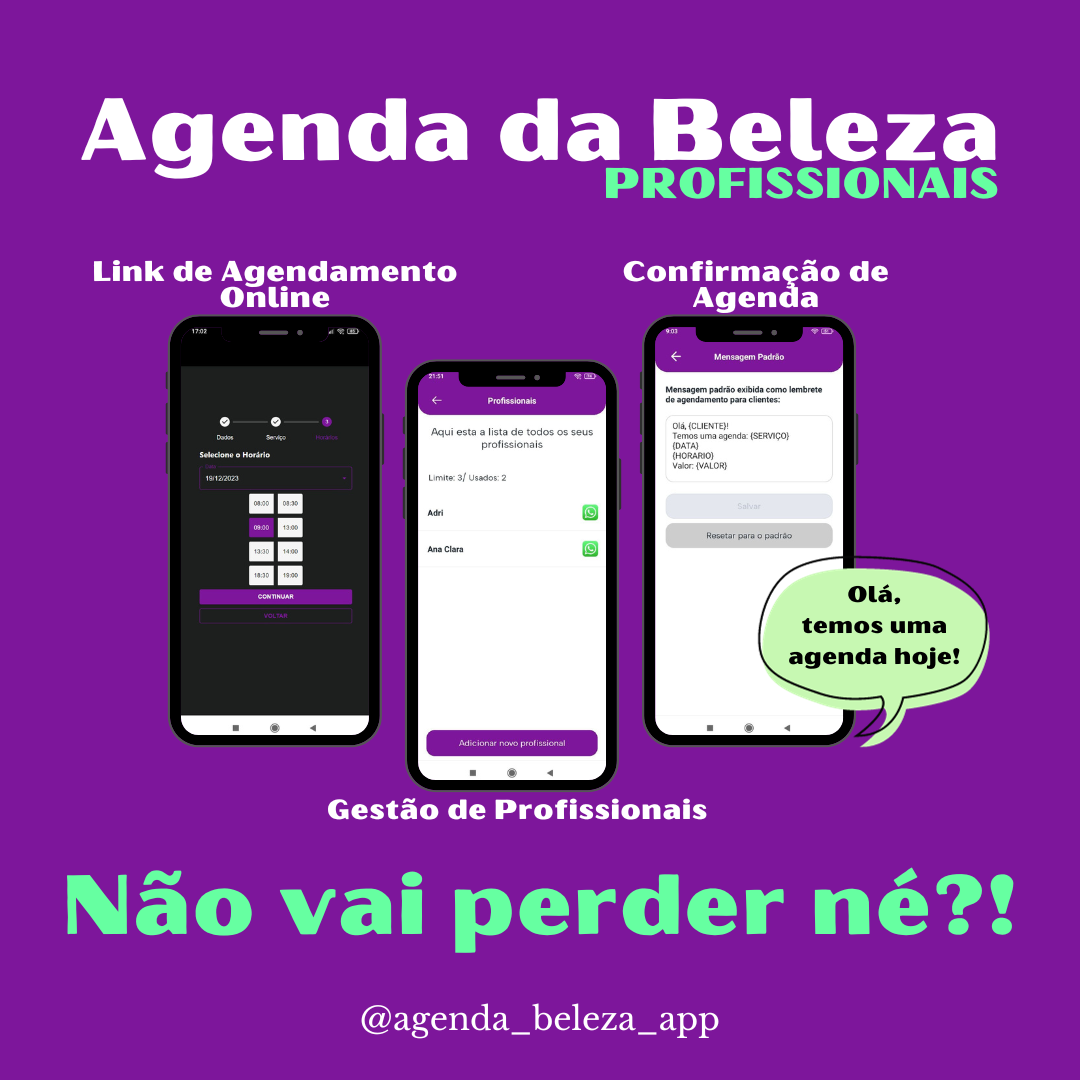 Agenda da Beleza
PROFISSIONAIS
Link de Agendamento
Online
17:02
Dados
Serviço
3
Horários
Selecione o Horário
Data
19/12/2023
08:00 08:30
09:00 13:00
13:30 14:00
18:30 19:00
CONTINUAR
VOLTAR
21:51
Profissionais
Aqui esta a lista de todos os seus
profissionais
Limite: 3/ Usados: 2
Adri
Ana Clara
Adicionar novo profissional
Gestão de Profissionais
Confirmação de
Agenda
9:03
Mensagem Padrão
Mensagem padrão exibida como lembrete
de agendamento para clientes:
Olá, {CLIENTE}!
Temos uma agenda: {SERVIÇO}
{DATA}
{HORARIO}
Valor: {VALOR}
Salvar
Resetar para o padrão
Olá,
temos uma
agenda hoje!
Não vai perder né?!
@agenda_beleza_app